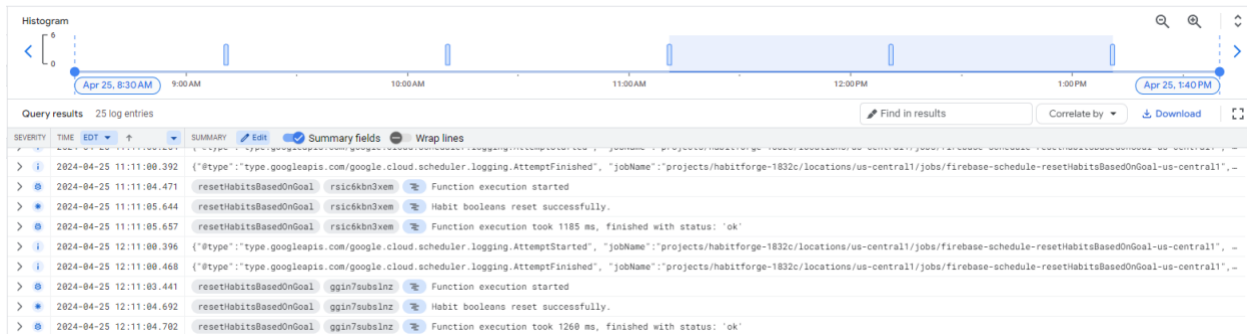 Histogram
6
0
Apr 25, 8:30 AM
9:00 AM
10:00 AM
11:00 AM
12:00 PM
1:00 PM
Apr 25, 1:40 PM
Query results 25 log entries Find in results Correlate by Download
SEVERITY TIME EDT SUMMARY Edit Summary fields Wrap lines
2024-04-25 11:11:00.392 {"@type":"type.googleapis.com/google.cloud.scheduler.logging.AttemptFinished", "jobName":"projects/habitforge-1832c/locations/us-central1/jobs/firebase-schedule-resetHabitsBasedOnGoal-us-central1",…
2024-04-25 11:11:04.471 resetHabitsBasedOnGoal rsic6kbn3xem Function execution started
2024-04-25 11:11:05.644 resetHabitsBasedOnGoal rsic6kbn3xem Habit booleans reset successfully.
2024-04-25 11:11:05.657 resetHabitsBasedOnGoal rsic6kbn3xem Function execution took 1185 ms, finished with status: 'ok'
2024-04-25 12:11:00.396 {"@type":"type.googleapis.com/google.cloud.scheduler.logging.AttemptStarted", "jobName":"projects/habitforge-1832c/locations/us-central1/jobs/firebase-schedule-resetHabitsBasedOnGoal-us-central1", …
2024-04-25 12:11:00.468 {"@type":"type.googleapis.com/google.cloud.scheduler.logging.AttemptFinished", "jobName":"projects/habitforge-1832c/locations/us-central1/jobs/firebase-schedule-resetHabitsBasedOnGoal-us-central1",…
2024-04-25 12:11:03.441 resetHabitsBasedOnGoal ggin7subslnz Function execution started
2024-04-25 12:11:04.692 resetHabitsBasedOnGoal ggin7subslnz Habit booleans reset successfully.
2024-04-25 12:11:04.702 resetHabitsBasedOnGoal ggin7subslnz Function execution took 1260 ms, finished with status: 'ok'